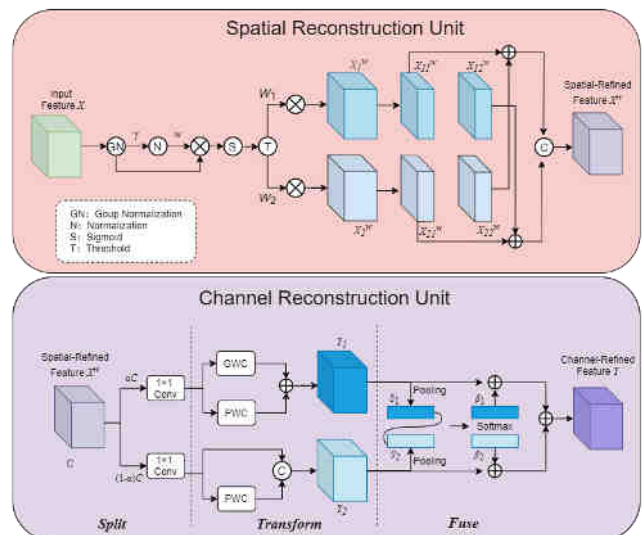 Spatial Reconstruction Unit
Input
Feature X
GN
γ
N
w
S
T
W₁
W₂
X₁ʷ
X₁₁ʷ
X₁₂ʷ
X₂ʷ
X₂₁ʷ
X₂₂ʷ
C
Spatial-Refined
Feature Xʷ
GN: Goup Normalization
N: Normalization
S: Sigmoid
T: Threshold
Channel Reconstruction Unit
Spatial-Refined
Feature Xʷ
C
αC
(1-α)C
1×1
Conv
1×1
Conv
GWC
PWC
PWC
C
Y₁
Y₂
Pooling
S₁
S₂
Pooling
β₁
Softmax
β₂
Channel-Refined
Feature Y
Split
Transform
Fuse